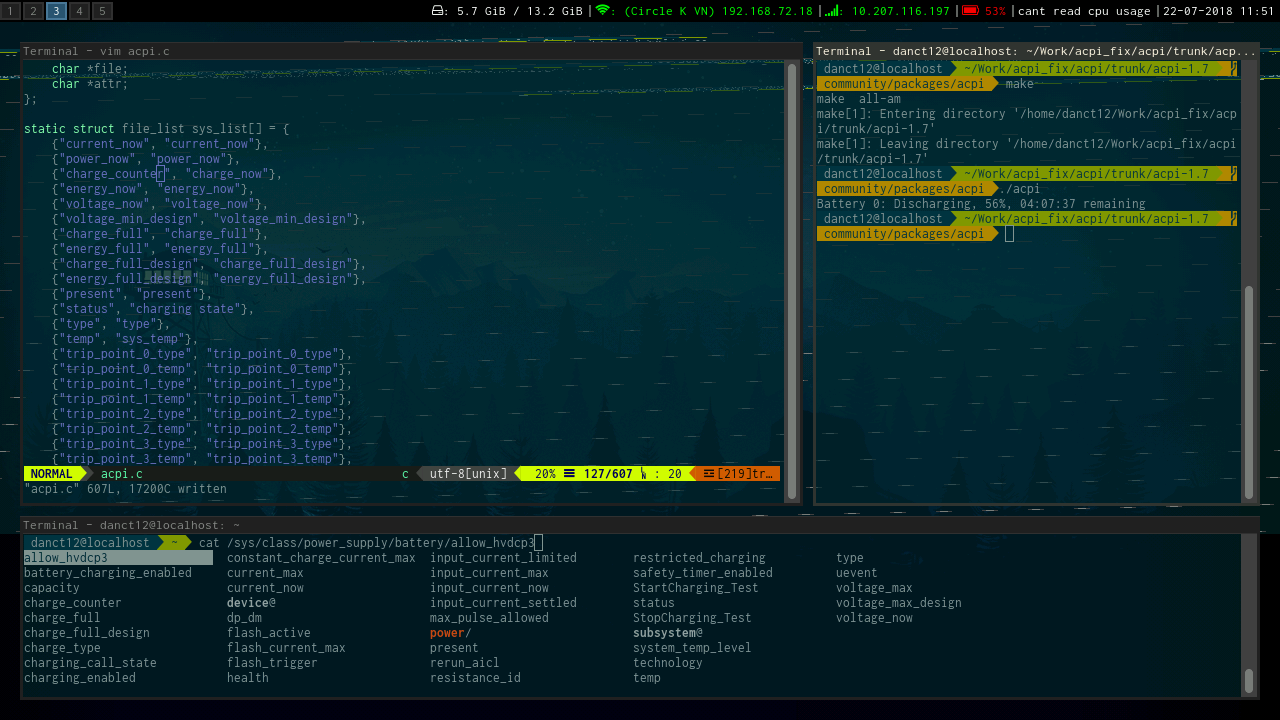 1 2 3 4 5
: 5.7 GiB / 13.2 GiB | : (Circle K VN) 192.168.72.18 | : 10.207.116.197 | 53% | cant read cpu usage | 22-07-2018 11:51
Terminal - vim acpi.c
    char *file;
    char *attr;
};

static struct file_list sys_list[] = {
    {"current_now", "current_now"},
    {"power_now", "power_now"},
    {"charge_counter", "charge_now"},
    {"energy_now", "energy_now"},
    {"voltage_now", "voltage_now"},
    {"voltage_min_design", "voltage_min_design"},
    {"charge_full", "charge_full"},
    {"energy_full", "energy_full"},
    {"charge_full_design", "charge_full_design"},
    {"energy_full_design", "energy_full_design"},
    {"present", "present"},
    {"status", "charging state"},
    {"type", "type"},
    {"temp", "sys_temp"},
    {"trip_point_0_type", "trip_point_0_type"},
    {"trip_point_0_temp", "trip_point_0_temp"},
    {"trip_point_1_type", "trip_point_1_type"},
    {"trip_point_1_temp", "trip_point_1_temp"},
    {"trip_point_2_type", "trip_point_2_type"},
    {"trip_point_2_temp", "trip_point_2_temp"},
    {"trip_point_3_type", "trip_point_3_type"},
    {"trip_point_3_temp", "trip_point_3_temp"},
NORMAL acpi.c c utf-8[unix] 20% ☰ 127/607 : 20 ☲[219]tr…
"acpi.c" 607L, 17200C written
Terminal - danct12@localhost: ~/Work/acpi_fix/acpi/trunk/acp...
danct12@localhost ~/Work/acpi_fix/acpi/trunk/acpi-1.7
community/packages/acpi make
make  all-am
make[1]: Entering directory '/home/danct12/Work/acpi_fix/acp
i/trunk/acpi-1.7'
make[1]: Leaving directory '/home/danct12/Work/acpi_fix/acpi
/trunk/acpi-1.7'
danct12@localhost ~/Work/acpi_fix/acpi/trunk/acpi-1.7
community/packages/acpi ./acpi
Battery 0: Discharging, 56%, 04:07:37 remaining
danct12@localhost ~/Work/acpi_fix/acpi/trunk/acpi-1.7
community/packages/acpi
Terminal - danct12@localhost: ~
danct12@localhost ~ cat /sys/class/power_supply/battery/allow_hvdcp3
allow_hvdcp3 constant_charge_current_max input_current_limited restricted_charging type
battery_charging_enabled current_max input_current_max safety_timer_enabled uevent
capacity current_now input_current_now StartCharging_Test voltage_max
charge_counter device@ input_current_settled status voltage_max_design
charge_full dp_dm max_pulse_allowed StopCharging_Test voltage_now
charge_full_design flash_active power/ subsystem@
charge_type flash_current_max present system_temp_level
charging_call_state flash_trigger rerun_aicl technology
charging_enabled health resistance_id temp